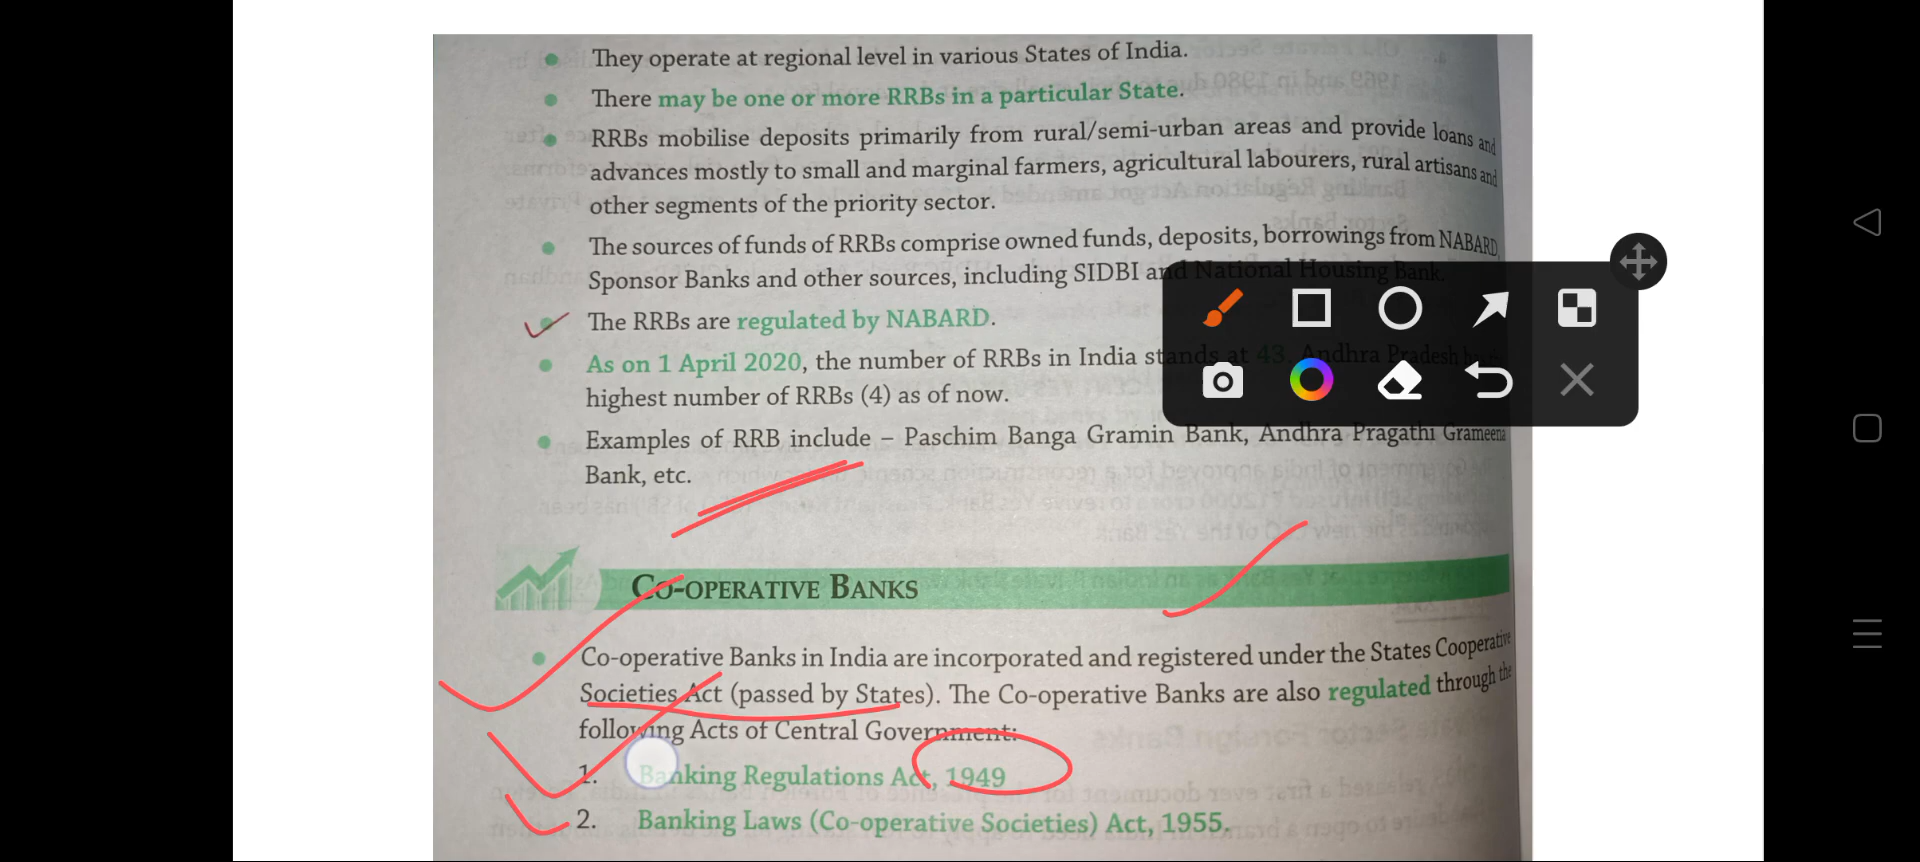 They operate at regional level in various States of India.
There may be one or more RRBs in a particular State.
RRBs mobilise deposits primarily from rural/semi-urban areas and provide loans and
advances mostly to small and marginal farmers, agricultural labourers, rural artisans and
other segments of the priority sector.
The sources of funds of RRBs comprise owned funds, deposits, borrowings from NABARD,
Sponsor Banks and other sources, including SIDBI and National Housing Bank.
The RRBs are regulated by NABARD.
As on 1 April 2020, the number of RRBs in India stands at 43. Andhra Pradesh
highest number of RRBs (4) as of now.
Examples of RRB include – Paschim Banga Gramin Bank, Andhra Pragathi Grameena
Bank, etc.
CO-OPERATIVE BANKS
Co-operative Banks in India are incorporated and registered under the States Cooperative
Societies Act (passed by States). The Co-operative Banks are also regulated through the
following Acts of Central Government:
1. Banking Regulations Act, 1949
2. Banking Laws (Co-operative Societies) Act, 1955.